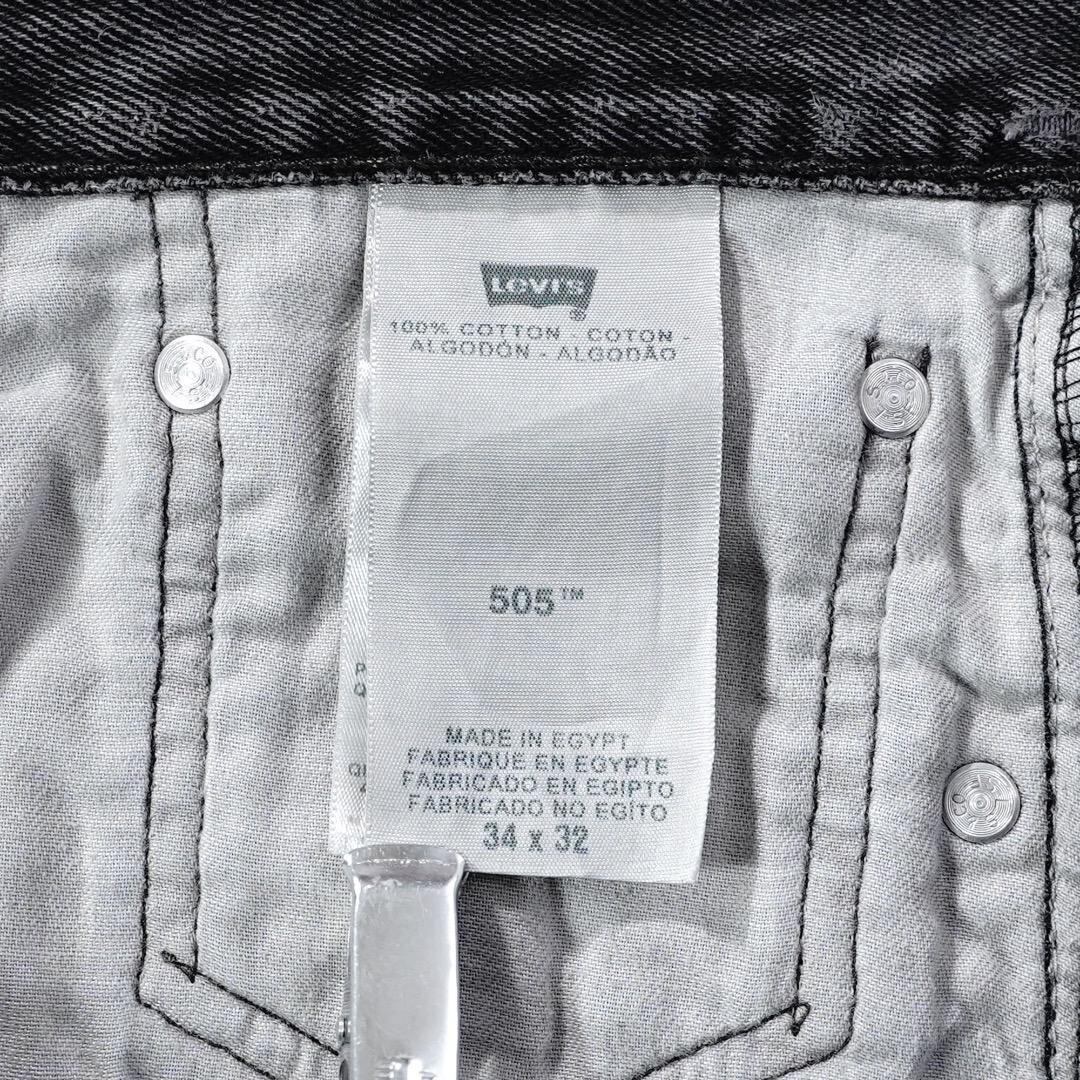 LEVI'S
®
100% COTTON - COTON -
ALGODÓN - ALGODÃO
505™
MADE IN EGYPT
FABRIQUE EN EGYPTE
FABRICADO EN EGIPTO
FABRICADO NO EGITO
34 x 32